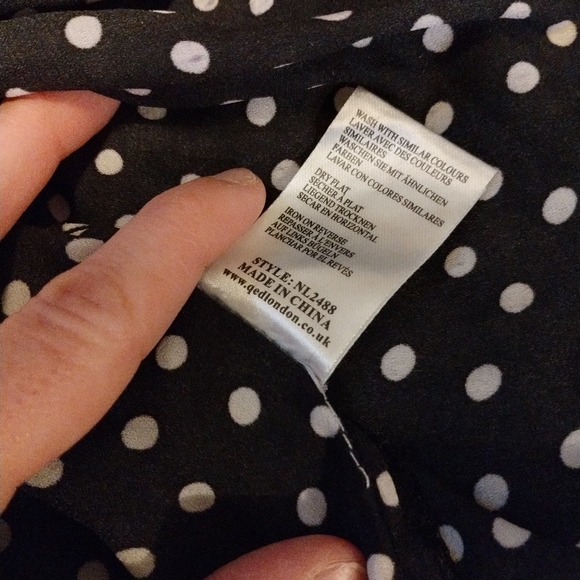 WASH WITH SIMILAR COLOURS
LAVER AVEC DES COULEURS
SIMILAIRES
WASCHEN SIE MIT ÄHNLICHEN
FARBEN
LAVAR CON COLORES SIMILARES
DRY FLAT
SÉCHER À PLAT
LIEGEND TROCKNEN
SECAR EN HORIZONTAL
IRON ON REVERSE
REPASSER À L'ENVERS
AUF LINKS BÜGELN
PLANCHAR POR EL REVÉS
STYLE: NL2488
MADE IN CHINA
www.qedlondon.co.uk